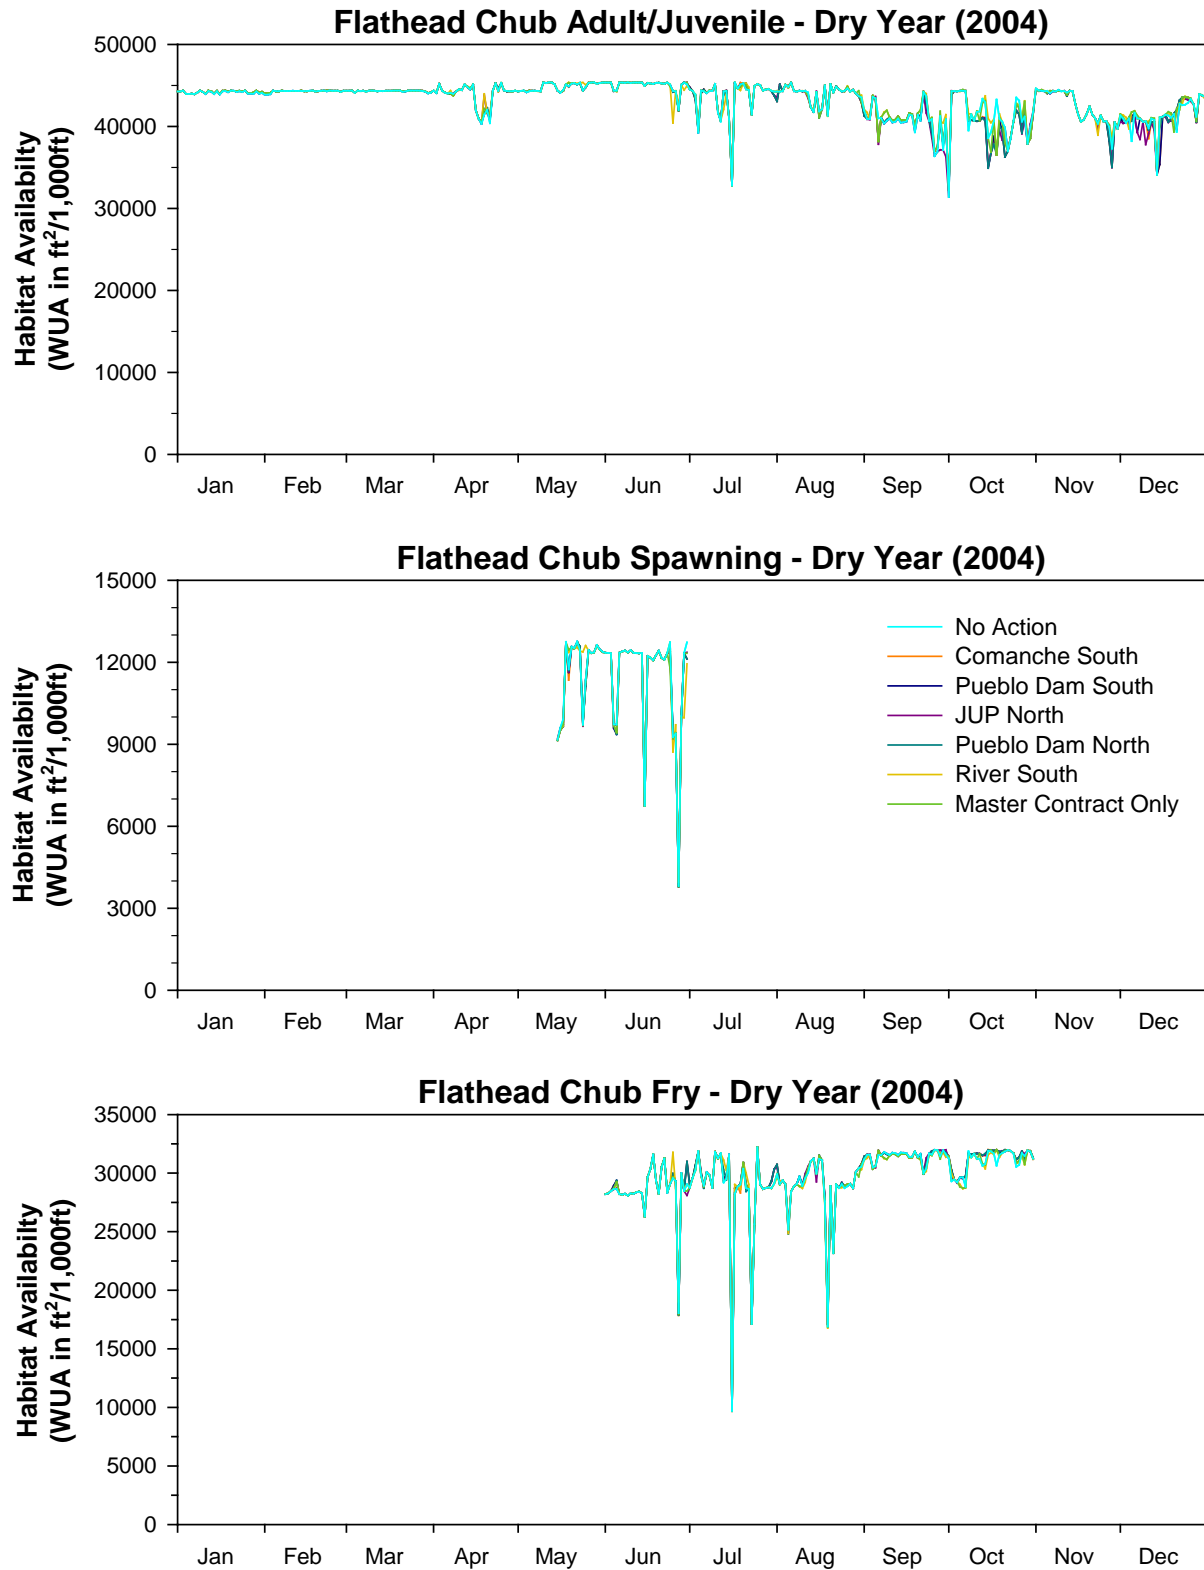 Flathead Chub Adult/Juvenile - Dry Year (2004)
Habitat Availabilty
(WUA in ft²/1,000ft)
50000
40000
30000
20000
10000
0
Jan Feb Mar Apr May Jun Jul Aug Sep Oct Nov Dec
Flathead Chub Spawning - Dry Year (2004)
Habitat Availabilty
(WUA in ft²/1,000ft)
15000
12000
9000
6000
3000
0
No Action
Comanche South
Pueblo Dam South
JUP North
Pueblo Dam North
River South
Master Contract Only
Jan Feb Mar Apr May Jun Jul Aug Sep Oct Nov Dec
Flathead Chub Fry - Dry Year (2004)
Habitat Availabilty
(WUA in ft²/1,000ft)
35000
30000
25000
20000
15000
10000
5000
0
Jan Feb Mar Apr May Jun Jul Aug Sep Oct Nov Dec